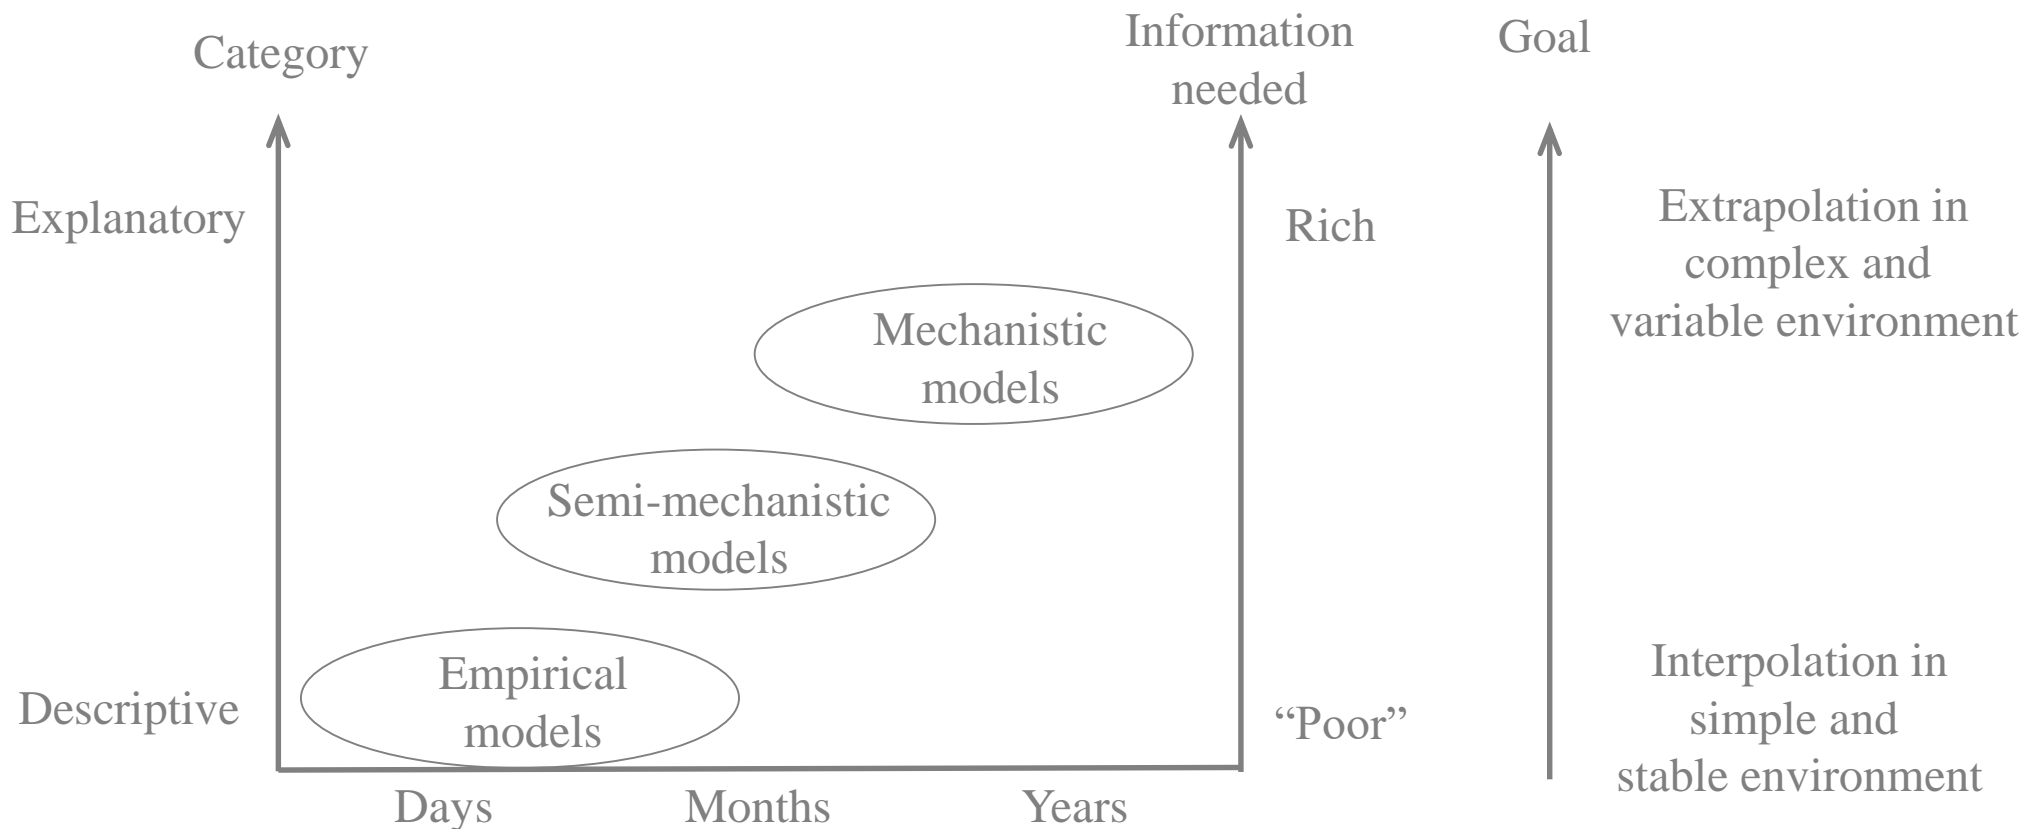 Category
Information
needed
Goal
Explanatory
Rich
Extrapolation in
complex and
variable environment
Mechanistic
models
Semi-mechanistic
models
Empirical
models
Descriptive
“Poor”
Interpolation in
simple and
stable environment
Days
Months
Years